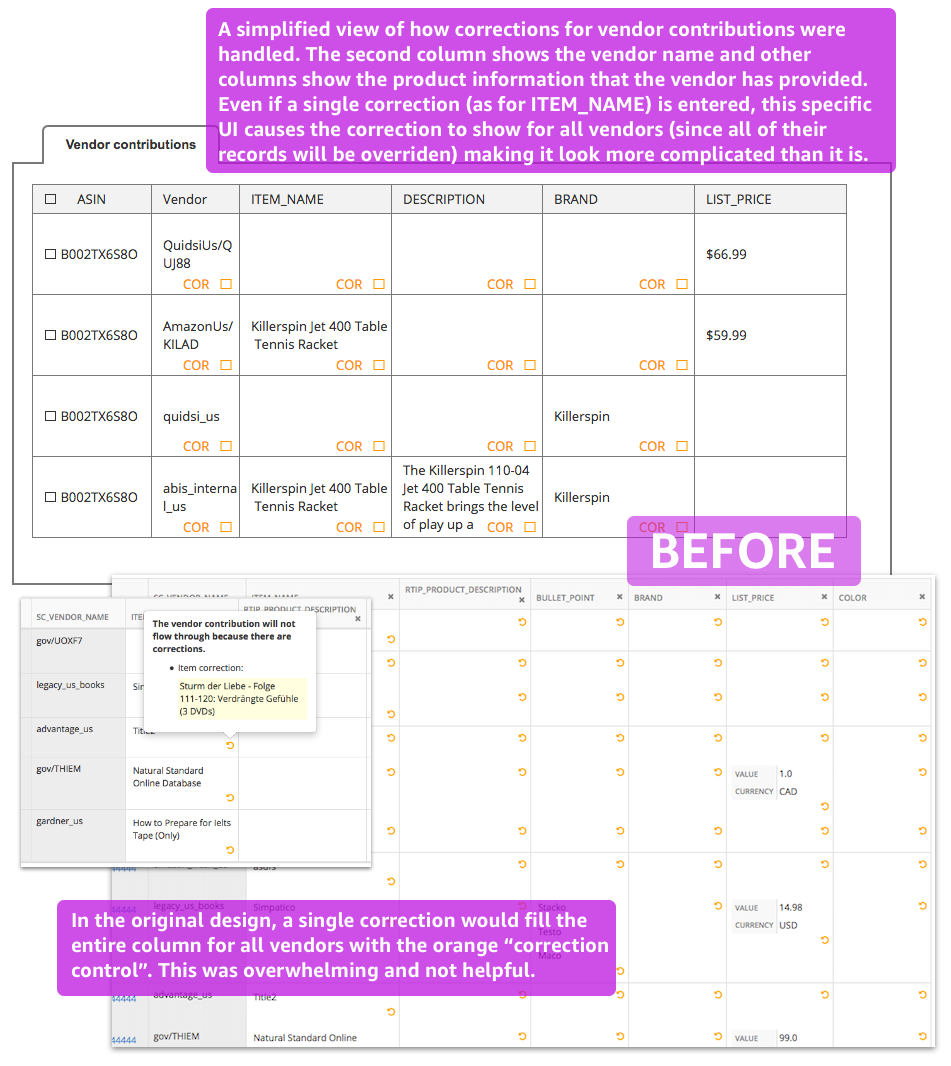 A simplified view of how corrections for vendor contributions were
handled. The second column shows the vendor name and other
columns show the product information that the vendor has provided.
Even if a single correction (as for ITEM_NAME) is entered, this specific
UI causes the correction to show for all vendors (since all of their
records will be overriden) making it look more complicated than it is.
Vendor contributions
ASIN Vendor ITEM_NAME DESCRIPTION BRAND LIST_PRICE
B002TX6S8O QuidsiUs/Q
UJ88 $66.99
COR COR COR COR
B002TX6S8O AmazonUs/
KILAD Killerspin Jet 400 Table
Tennis Racket $59.99
COR COR COR COR
B002TX6S8O quidsi_us Killerspin
COR COR COR COR
B002TX6S8O abis_interna
l_us Killerspin Jet 400 Table
Tennis Racket The Killerspin 110-04
Jet 400 Table Tennis
Racket brings the level
of play up a Killerspin
COR COR COR COR
BEFORE
SC_VENDOR_NAME ITEM_NAME RTIP_PRODUCT_DESCRIPTION BULLET_POINT BRAND LIST_PRICE COLOR
SC_VENDOR_NAME ITE RTIP_PRODUCT_DESCRIPTION
The vendor contribution will not
flow through because there are
corrections.
• Item correction:
Sturm der Liebe - Folge
111-120: Verdrängte Gefühle
(3 DVDs)
gov/UOXF7
legacy_us_books Sim
advantage_us Title2
gov/THIEM Natural Standard
Online Database
gardner_us How to Prepare for Ielts
Tape (Only)
VALUE 1.0
CURRENCY CAD
44444 legacy_us_books Simpatico Stacko
Testo
Maco
VALUE 14.98
CURRENCY USD
In the original design, a single correction would fill the
entire column for all vendors with the orange “correction
control”. This was overwhelming and not helpful.
44444 advantage_us Title2
44444 gov/THIEM Natural Standard Online VALUE 99.0